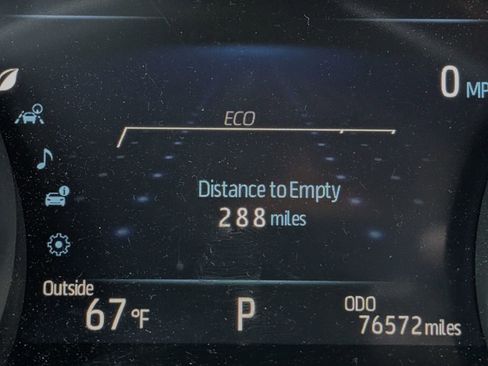 0 MP
ECO
Distance to Empty
288 miles
Outside
67 °F
P
ODO
76572 miles